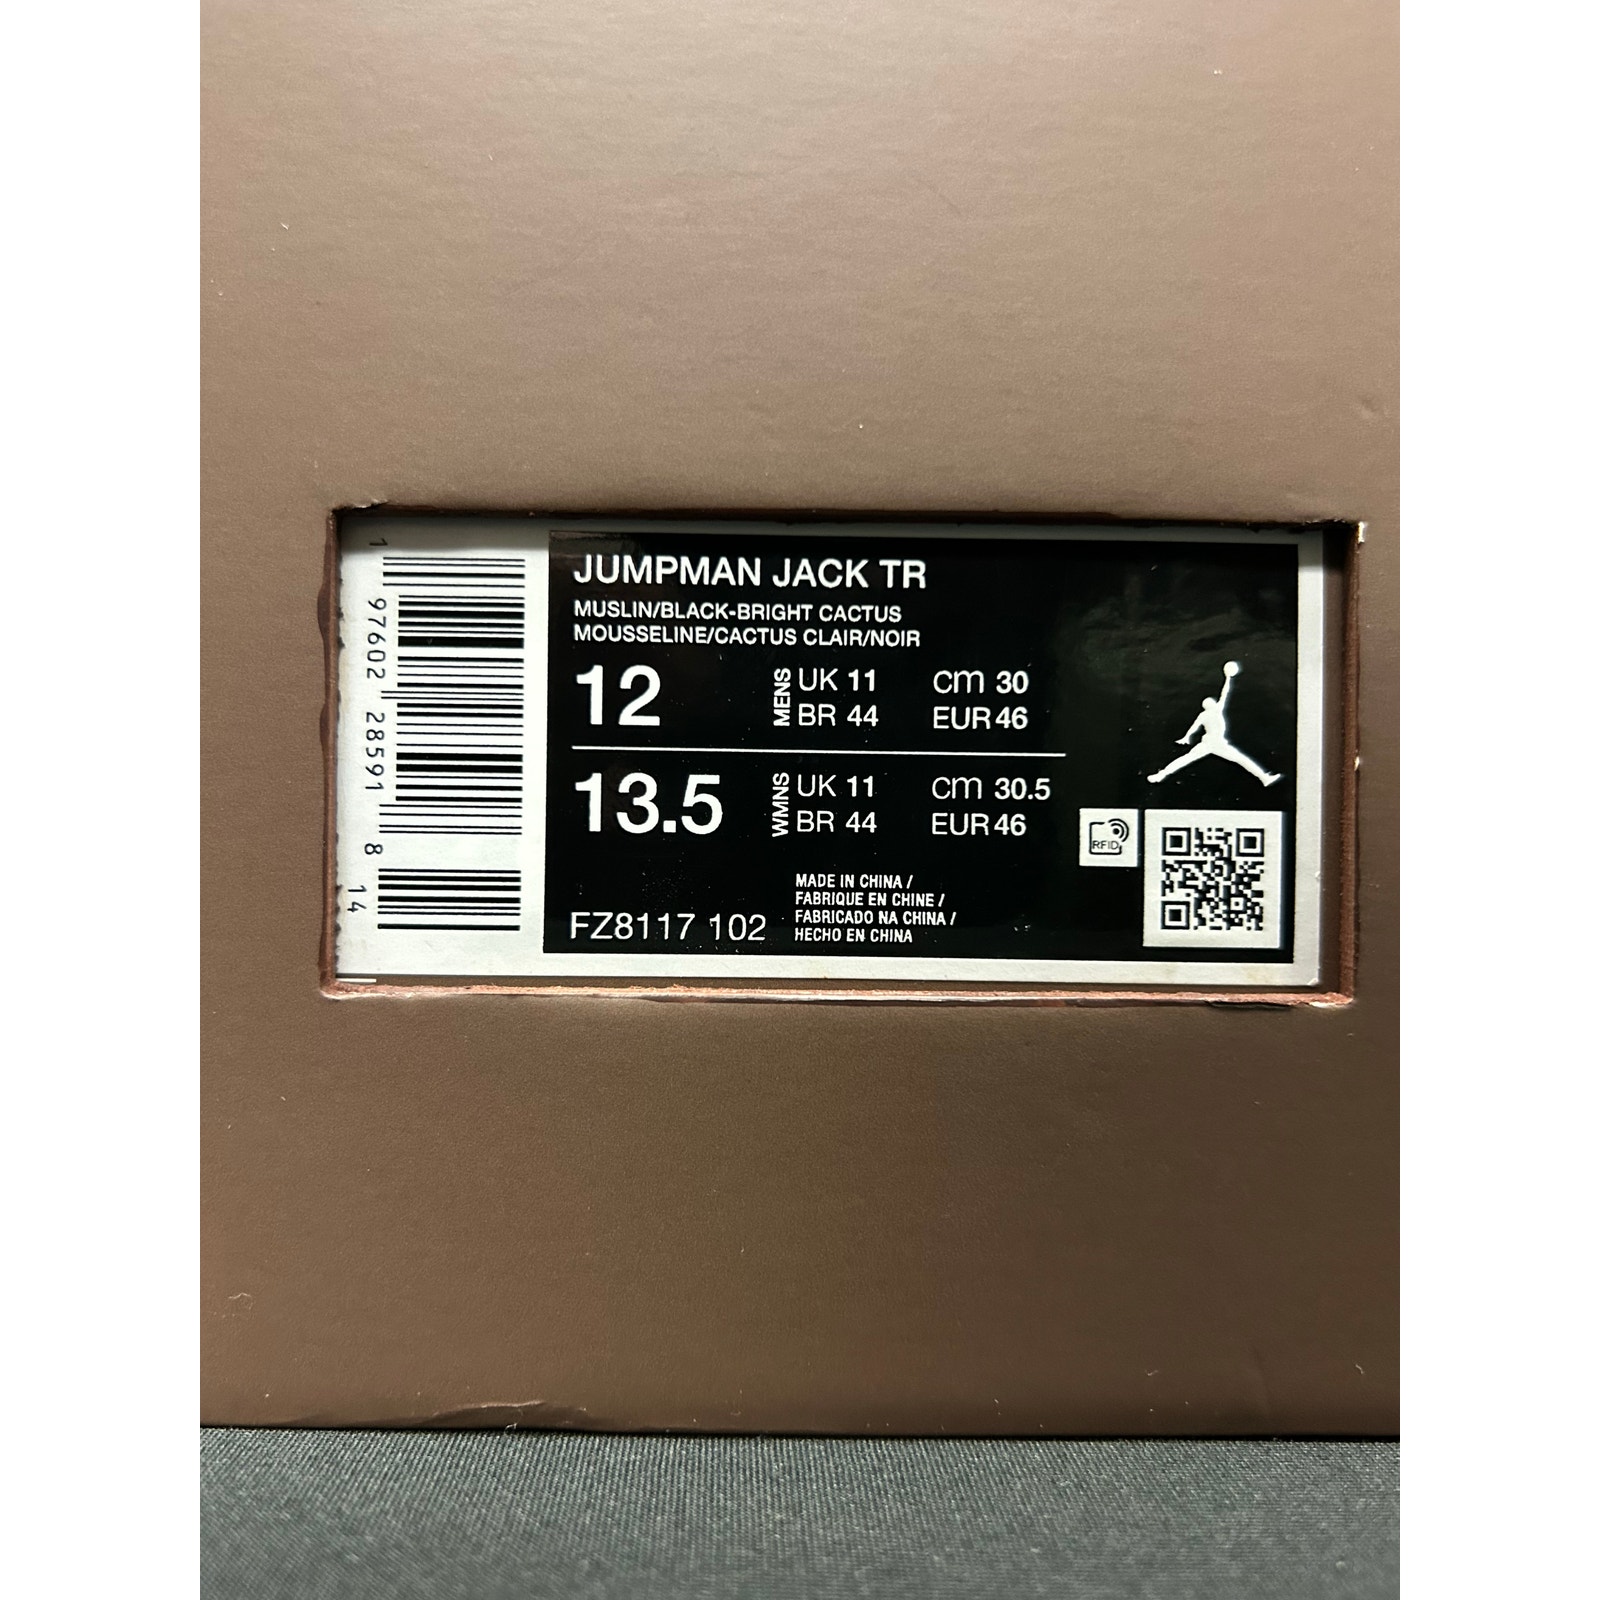 1 97602 28591 8
14
JUMPMAN JACK TR
MUSLIN/BLACK-BRIGHT CACTUS
MOUSSELINE/CACTUS CLAIR/NOIR
12 MENS UK 11 cm 30
BR 44 EUR 46
13.5 WMNS UK 11 cm 30.5
BR 44 EUR 46
RFID
FZ8117 102
MADE IN CHINA /
FABRIQUE EN CHINE /
FABRICADO NA CHINA /
HECHO EN CHINA